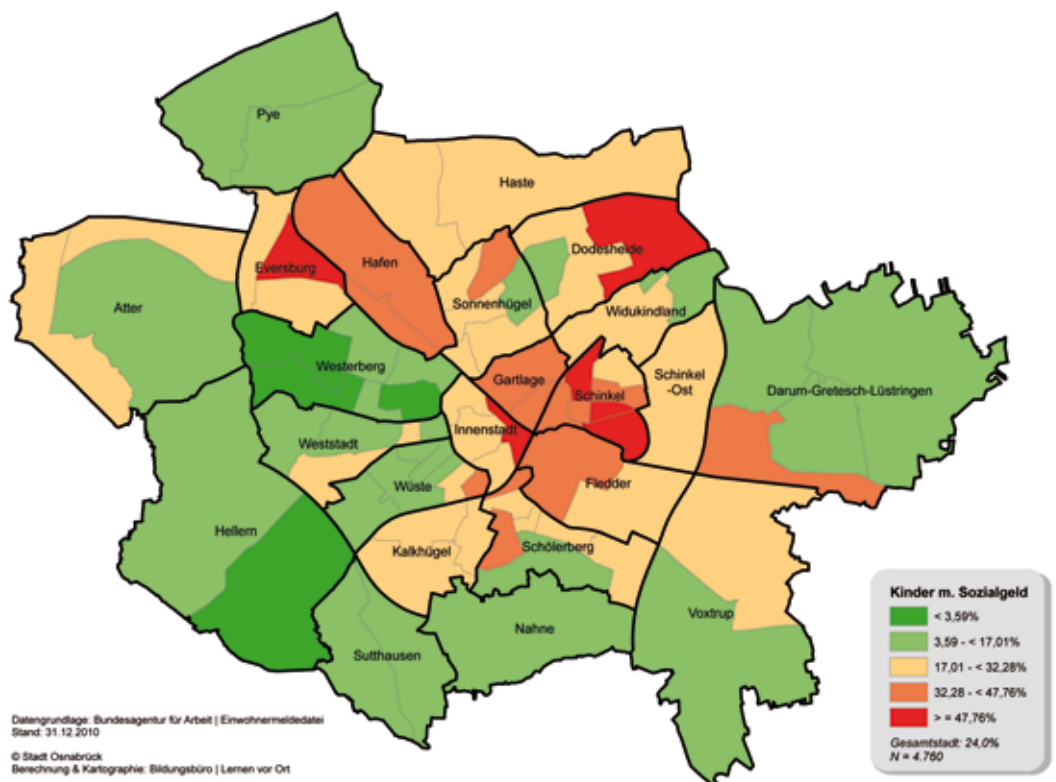 Pye
Haste
Dodesheide
Hafen
Eversburg
Sonnenhügel
Atter
Widukindland
Westerberg
Gartlage
Schinkel
Schinkel
-Ost
Darum-Gretesch-Lüstringen
Innenstadt
Weststadt
Wüste
Fledder
Hellern
Kalkhügel
Schölerberg
Voxtrup
Nahne
Sutthausen
Kinder m. Sozialgeld
< 3,59%
3,59 - < 17,01%
17,01 - < 32,28%
32,28 - < 47,76%
> = 47,76%
Gesamtstadt: 24,0%
N = 4.760
Datengrundlage: Bundesagentur für Arbeit | Einwohnermeldedatei
Stand: 31.12.2010
© Stadt Osnabrück
Berechnung & Kartographie: Bildungsbüro | Lernen vor Ort